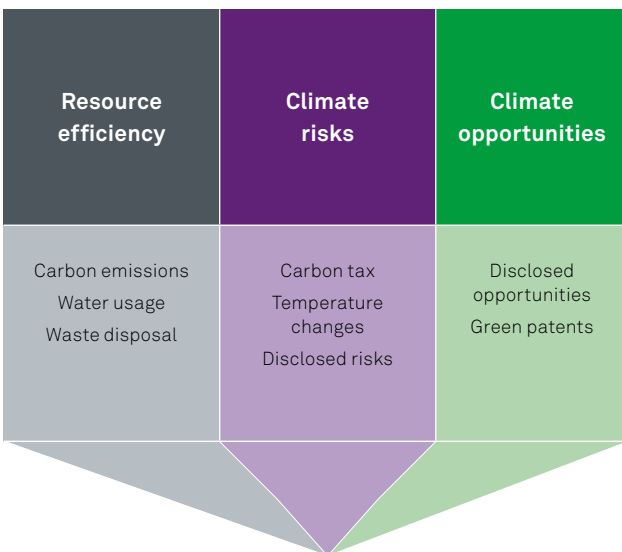 Resource
efficiency
Climate
risks
Climate
opportunities
Carbon emissions
Water usage
Waste disposal
Carbon tax
Temperature
changes
Disclosed risks
Disclosed
opportunities
Green patents